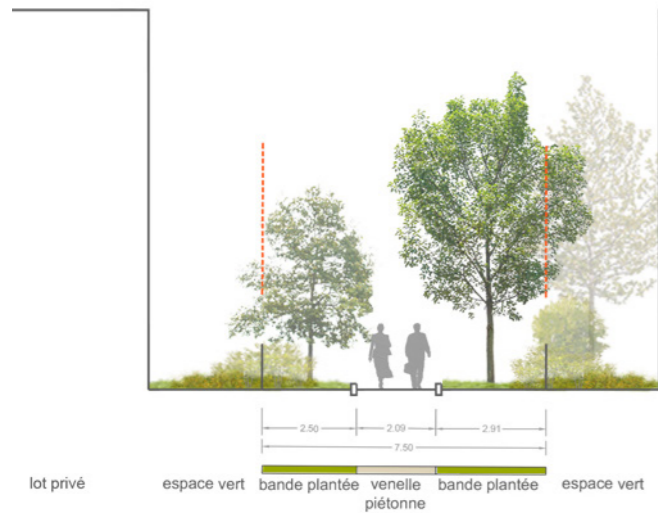 2.50 2.09 2.91
7.50
lot privé espace vert bande plantée venelle bande plantée espace vert
piétonne